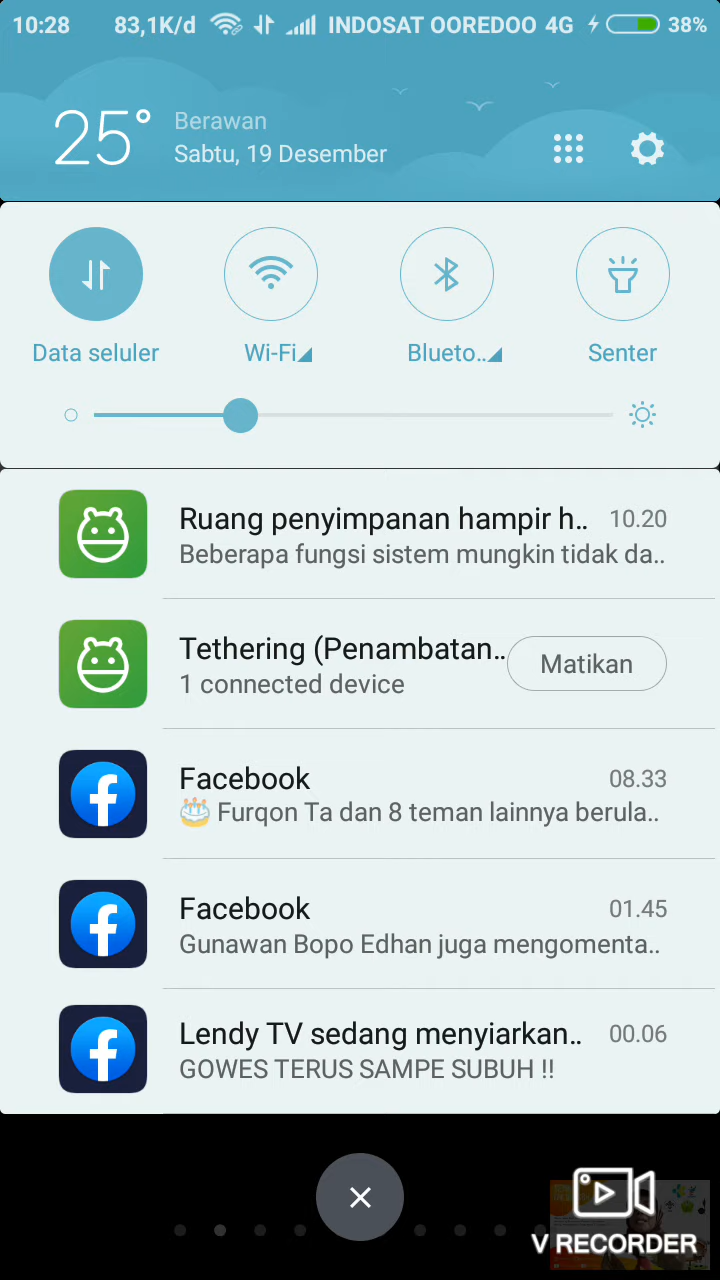 10:28 83,1K/d INDOSAT OOREDOO 4G 38%
25° Berawan
Sabtu, 19 Desember
Data seluler Wi-Fi Blueto.. Senter
Ruang penyimpanan hampir h.. 10.20
Beberapa fungsi sistem mungkin tidak da..
Tethering (Penambatan.. Matikan
1 connected device
Facebook 08.33
🎂 Furqon Ta dan 8 teman lainnya berula..
Facebook 01.45
Gunawan Bopo Edhan juga mengomenta..
Lendy TV sedang menyiarkan.. 00.06
GOWES TERUS SAMPE SUBUH !!
V RECORDER